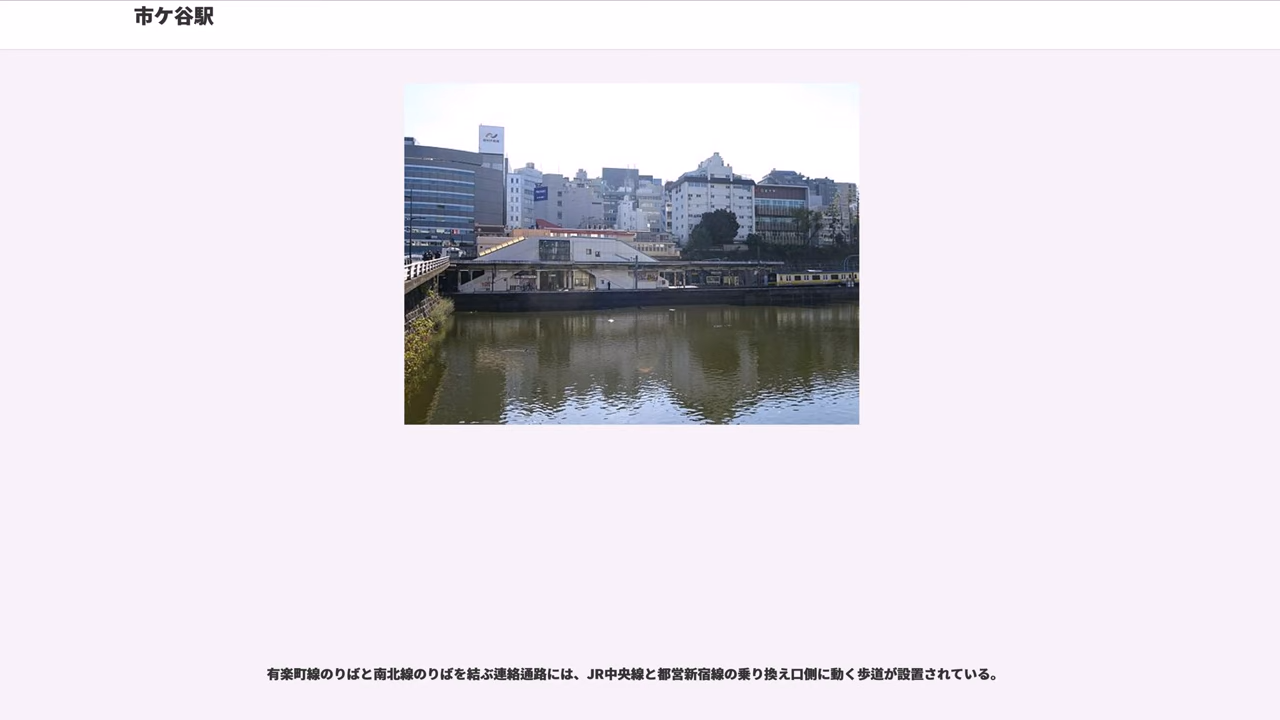 市ケ谷駅
有楽町線のりばと南北線のりばを結ぶ連絡通路には、JR中央線と都営新宿線の乗り換え口側に動く歩道が設置されている。